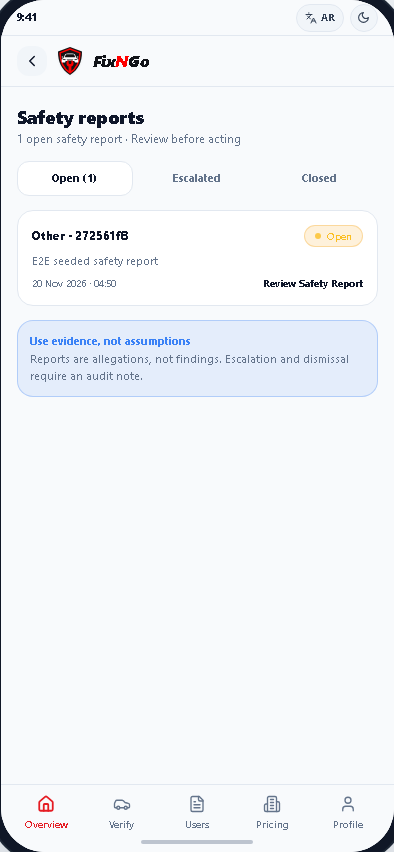 9:41
AR
FixNGo
Safety reports
1 open safety report · Review before acting
Open (1)
Escalated
Closed
Other - 272561fB
Open
E2E seeded safety report
20 Nov 2026 · 04:50
Review Safety Report
Use evidence, not assumptions
Reports are allegations, not findings. Escalation and dismissal
require an audit note.
Overview
Verify
Users
Pricing
Profile